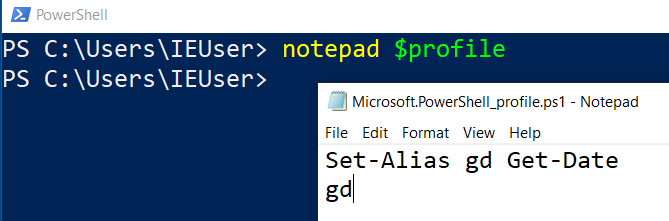 PowerShell
PS C:\Users\IEUser> notepad $profile
PS C:\Users\IEUser>
Microsoft.PowerShell_profile.ps1 - Notepad
File Edit Format View Help
Set-Alias gd Get-Date
gd